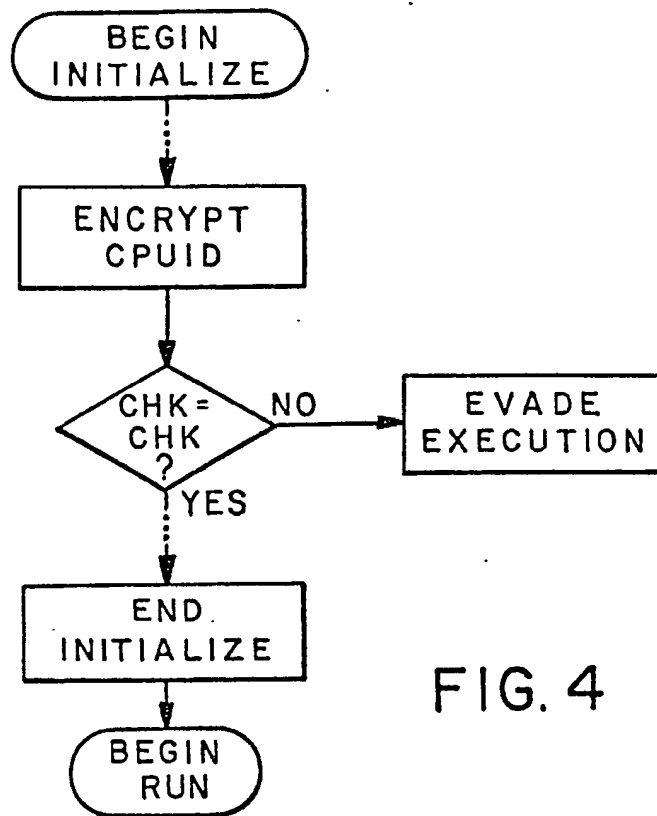 BEGIN
INITIALIZE
ENCRYPT
CPUID
CHK =
CHK
?
NO
EVADE
EXECUTION
YES
END
INITIALIZE
BEGIN
RUN
FIG. 4